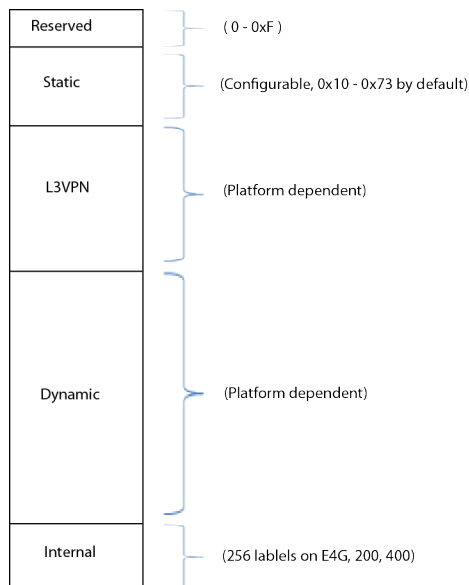 Reserved ( 0 - 0xF )
Static (Configurable, 0x10 - 0x73 by default)
L3VPN (Platform dependent)
Dynamic (Platform dependent)
Internal (256 lablels on E4G, 200, 400)